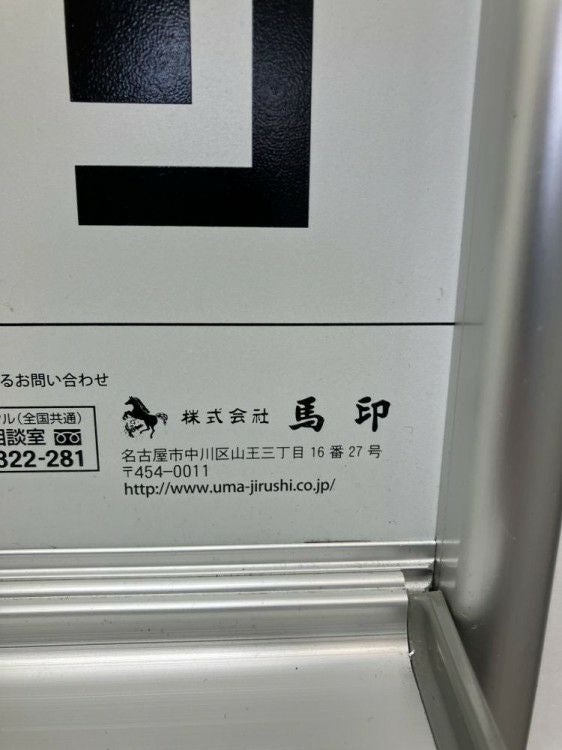 るお問い合わせ
ル(全国共通)
相談室
322-281
株式会社 馬印
名古屋市中川区山王三丁目16番27号
〒454-0011
http://www.uma-jirushi.co.jp/